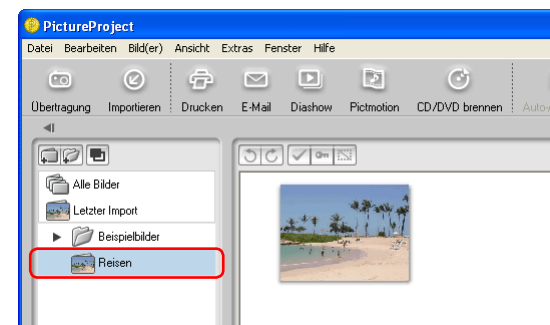 PictureProject
Datei Bearbeiten Bild(er) Ansicht Extras Fenster Hilfe
Übertragung Importieren Drucken E-Mail Diashow Pictmotion CD/DVD brennen
Alle Bilder
Letzter Import
Beispielbilder
Reisen